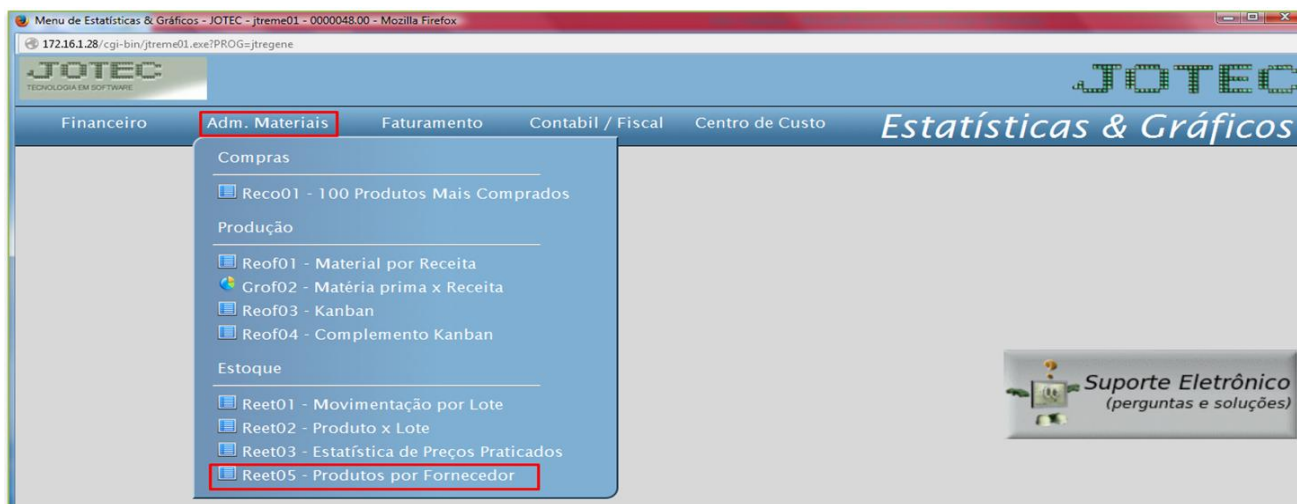 Menu de Estatísticas & Gráficos - JOTEC - jtreme01 - 0000048.00 - Mozilla Firefox
172.16.1.28/cgi-bin/jtreme01.exe?PROG=jtregene
JOTEC
TECNOLOGIA EM SOFTWARE
JOTEC
Financeiro Adm. Materiais Faturamento Contabil / Fiscal Centro de Custo Estatísticas & Gráficos
Compras
Reco01 - 100 Produtos Mais Comprados
Produção
Reof01 - Material por Receita
Grof02 - Matéria prima x Receita
Reof03 - Kanban
Reof04 - Complemento Kanban
Estoque
Reet01 - Movimentação por Lote
Reet02 - Produto x Lote
Reet03 - Estatística de Preços Praticados
Reet05 - Produtos por Fornecedor
Suporte Eletrônico
(perguntas e soluções)